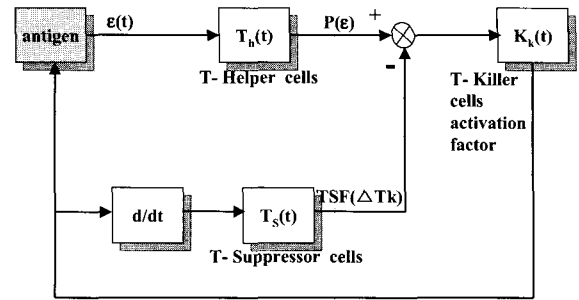 antigen
ε(t)
T_h(t)
P(ε)
+
-
K_k(t)
T- Helper cells
T- Killer
cells
activation
factor
d/dt
T_S(t)
TSF(△Tk)
T- Suppressor cells